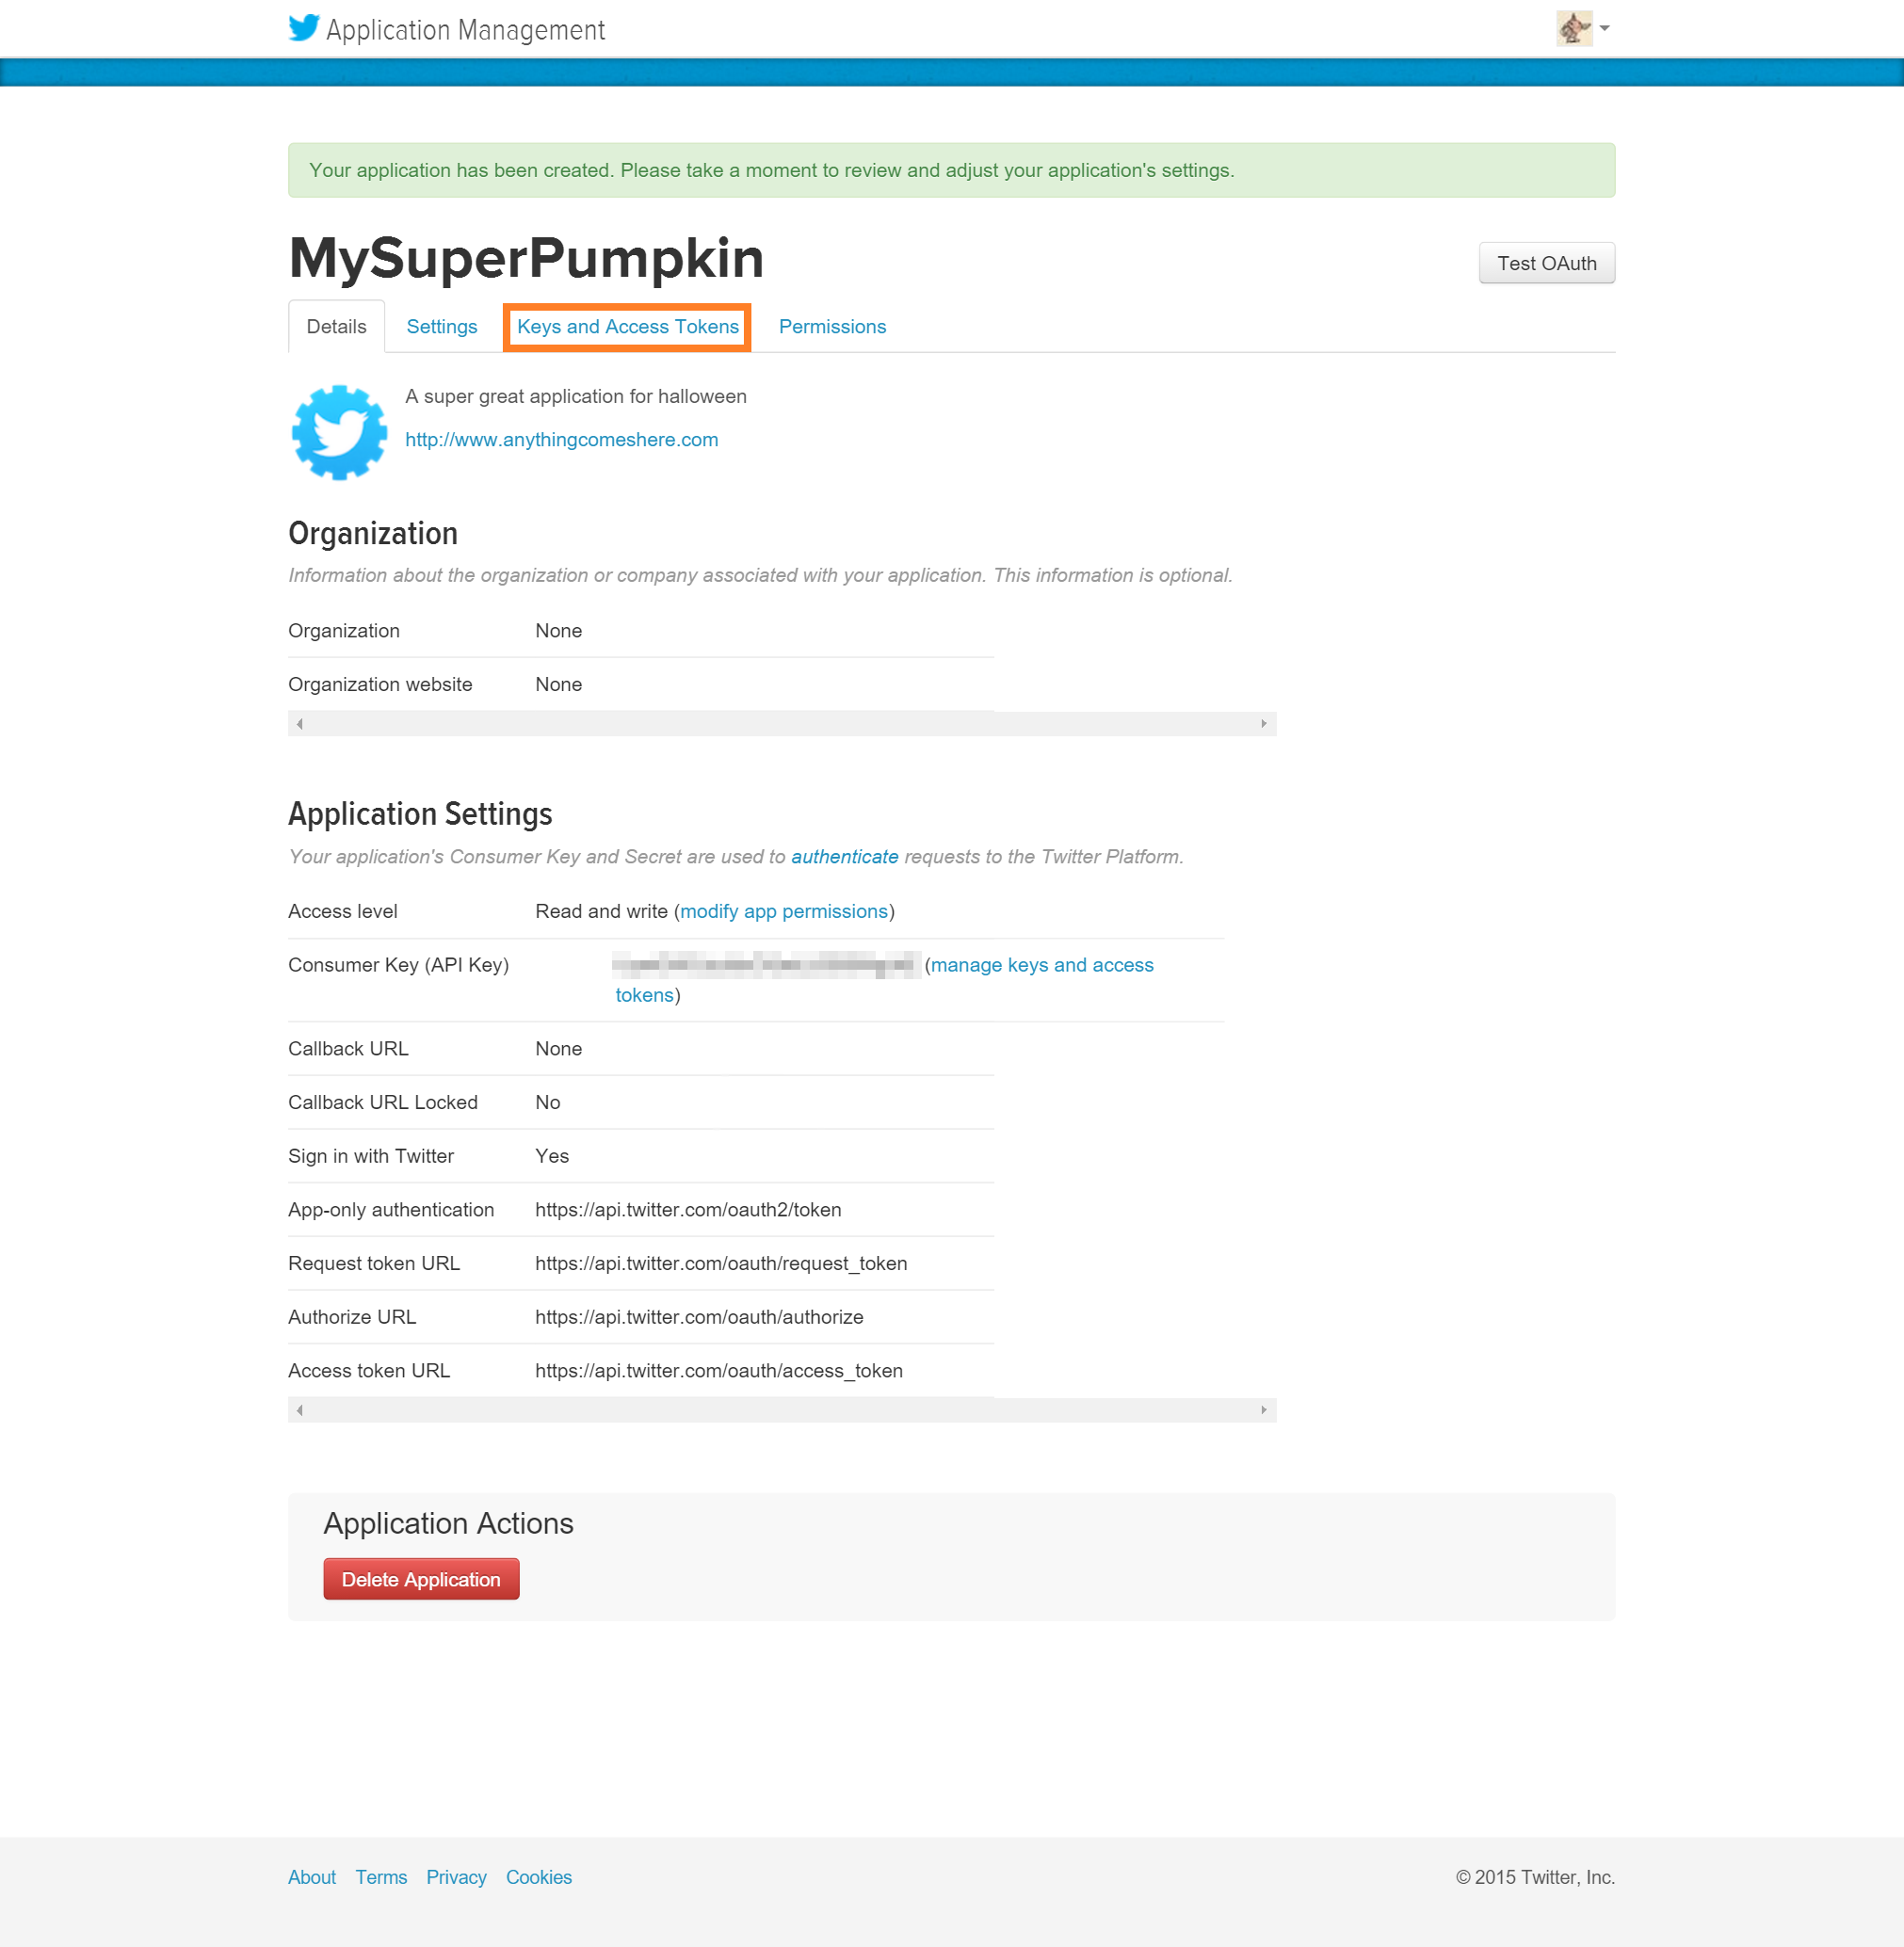 Application Management
Your application has been created. Please take a moment to review and adjust your application's settings.
MySuperPumpkin
Test OAuth
Details Settings Keys and Access Tokens Permissions
A super great application for halloween
http://www.anythingcomeshere.com
Organization
Information about the organization or company associated with your application. This information is optional.
Organization None
Organization website None
Application Settings
Your application's Consumer Key and Secret are used to authenticate requests to the Twitter Platform.
Access level Read and write (modify app permissions)
Consumer Key (API Key) (manage keys and access
tokens)
Callback URL None
Callback URL Locked No
Sign in with Twitter Yes
App-only authentication https://api.twitter.com/oauth2/token
Request token URL https://api.twitter.com/oauth/request_token
Authorize URL https://api.twitter.com/oauth/authorize
Access token URL https://api.twitter.com/oauth/access_token
Application Actions
Delete Application
About Terms Privacy Cookies © 2015 Twitter, Inc.